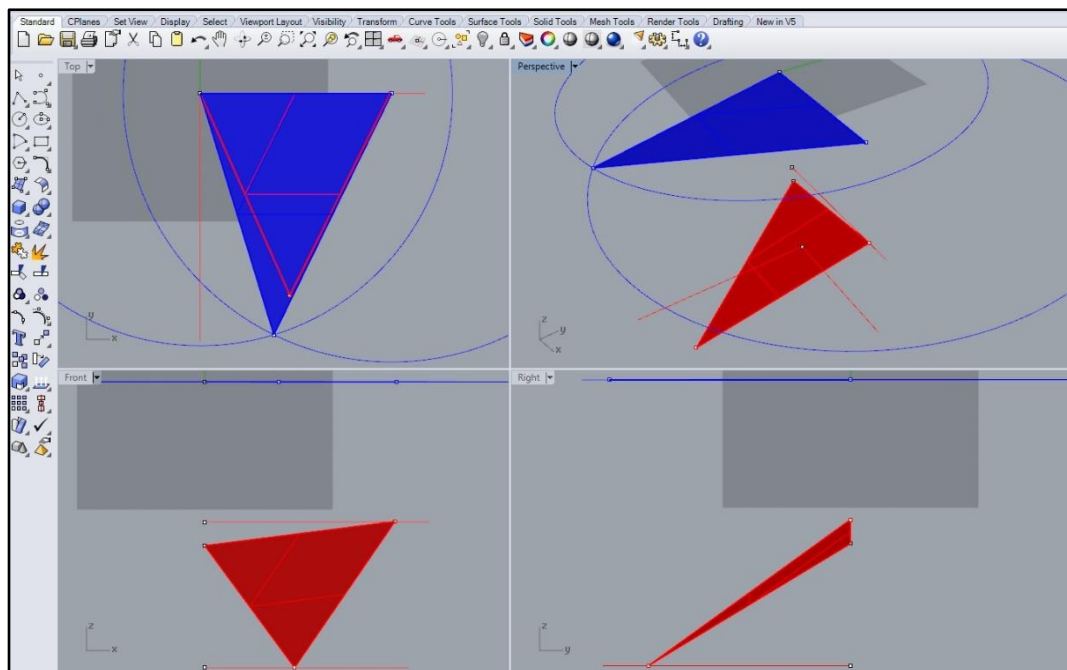 Standard CPlanes Set View Display Select Viewport Layout Visibility Transform Curve Tools Surface Tools Solid Tools Mesh Tools Render Tools Drafting New in V5
Top
Perspective
y
x
z
y
x
Front
Right
z
x
z
y